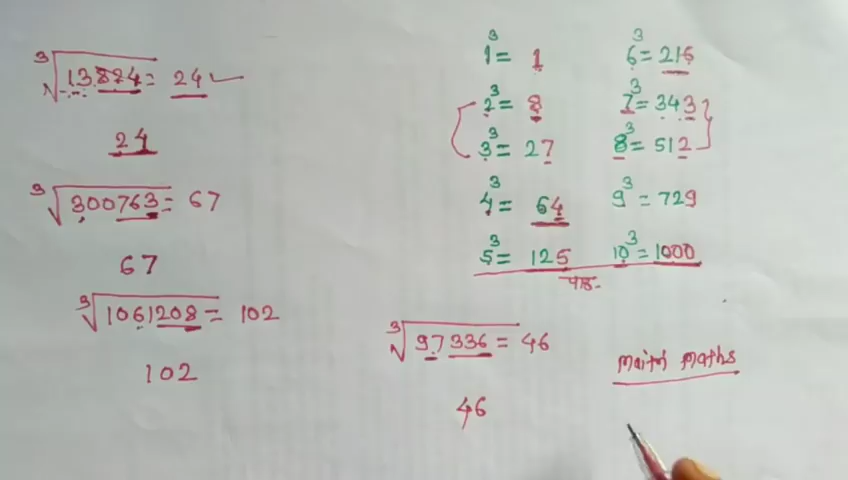 ∛13824 = 24
24
∛300763 = 67
67
∛1061208 = 102
102
1³ = 1
2³ = 8
3³ = 27
4³ = 64
5³ = 125
6³ = 216
7³ = 343
8³ = 512
9³ = 729
10³ = 1000
∛97336 = 46
46
maths